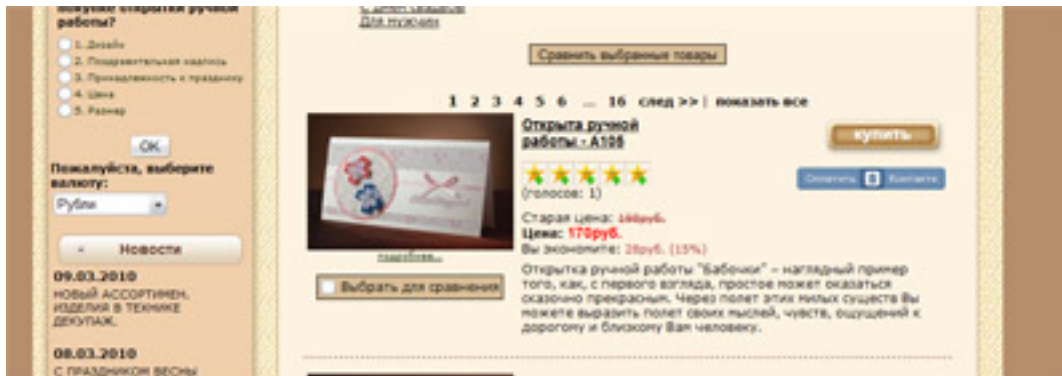 покупке открытки ручной
работы?
1. Дизайн
2. Поздравительная надпись
3. Принадлежность к празднику
4. Цена
5. Размер
OK
Пожалуйста, выберите
валюту:
Рубли
Новости
09.03.2010
НОВЫЙ АССОРТИМЕН.
ИЗДЕЛИЯ В ТЕХНИКЕ
ДЕКУПАЖ.
08.03.2010
С ПРАЗДНИКОМ ВЕСНЫ
С днем свадьбы
Для мужчин
Сравнить выбранные товары
1 2 3 4 5 6 ... 16 след >> | показать все
Открыта ручной
работы - А108
купить
(голосов: 1)
Оплатить В Контакте
Старая цена: 198руб.
Цена: 170руб.
Вы экономите: 28руб. (15%)
подробнее...
Выбрать для сравнения
Открытка ручной работы "Бабочки" – наглядный пример
того, как, с первого взгляда, простое может оказаться
сказочно прекрасным. Через полет этих милых существ Вы
можете выразить полет своих мыслей, чувств, ощущений к
дорогому и близкому Вам человеку.